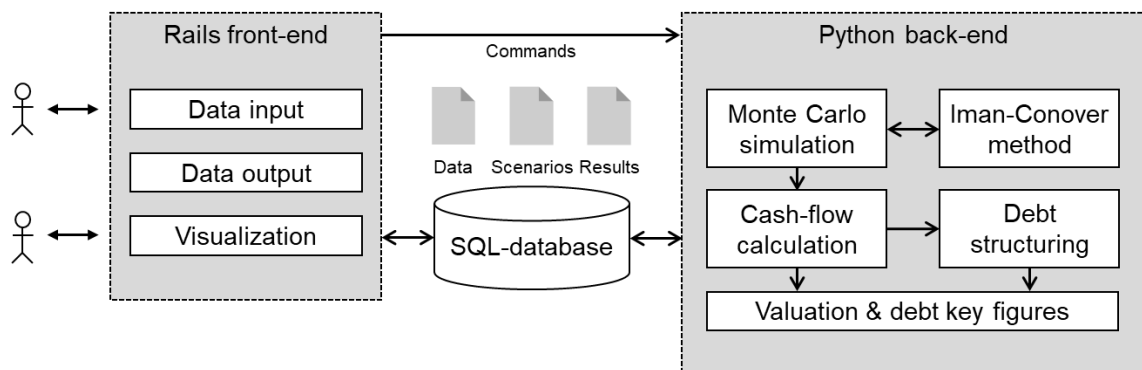 Rails front-end
Data input
Data output
Visualization
Commands
Data
Scenarios
Results
SQL-database
Python back-end
Monte Carlo
simulation
Iman-Conover
method
Cash-flow
calculation
Debt
structuring
Valuation & debt key figures